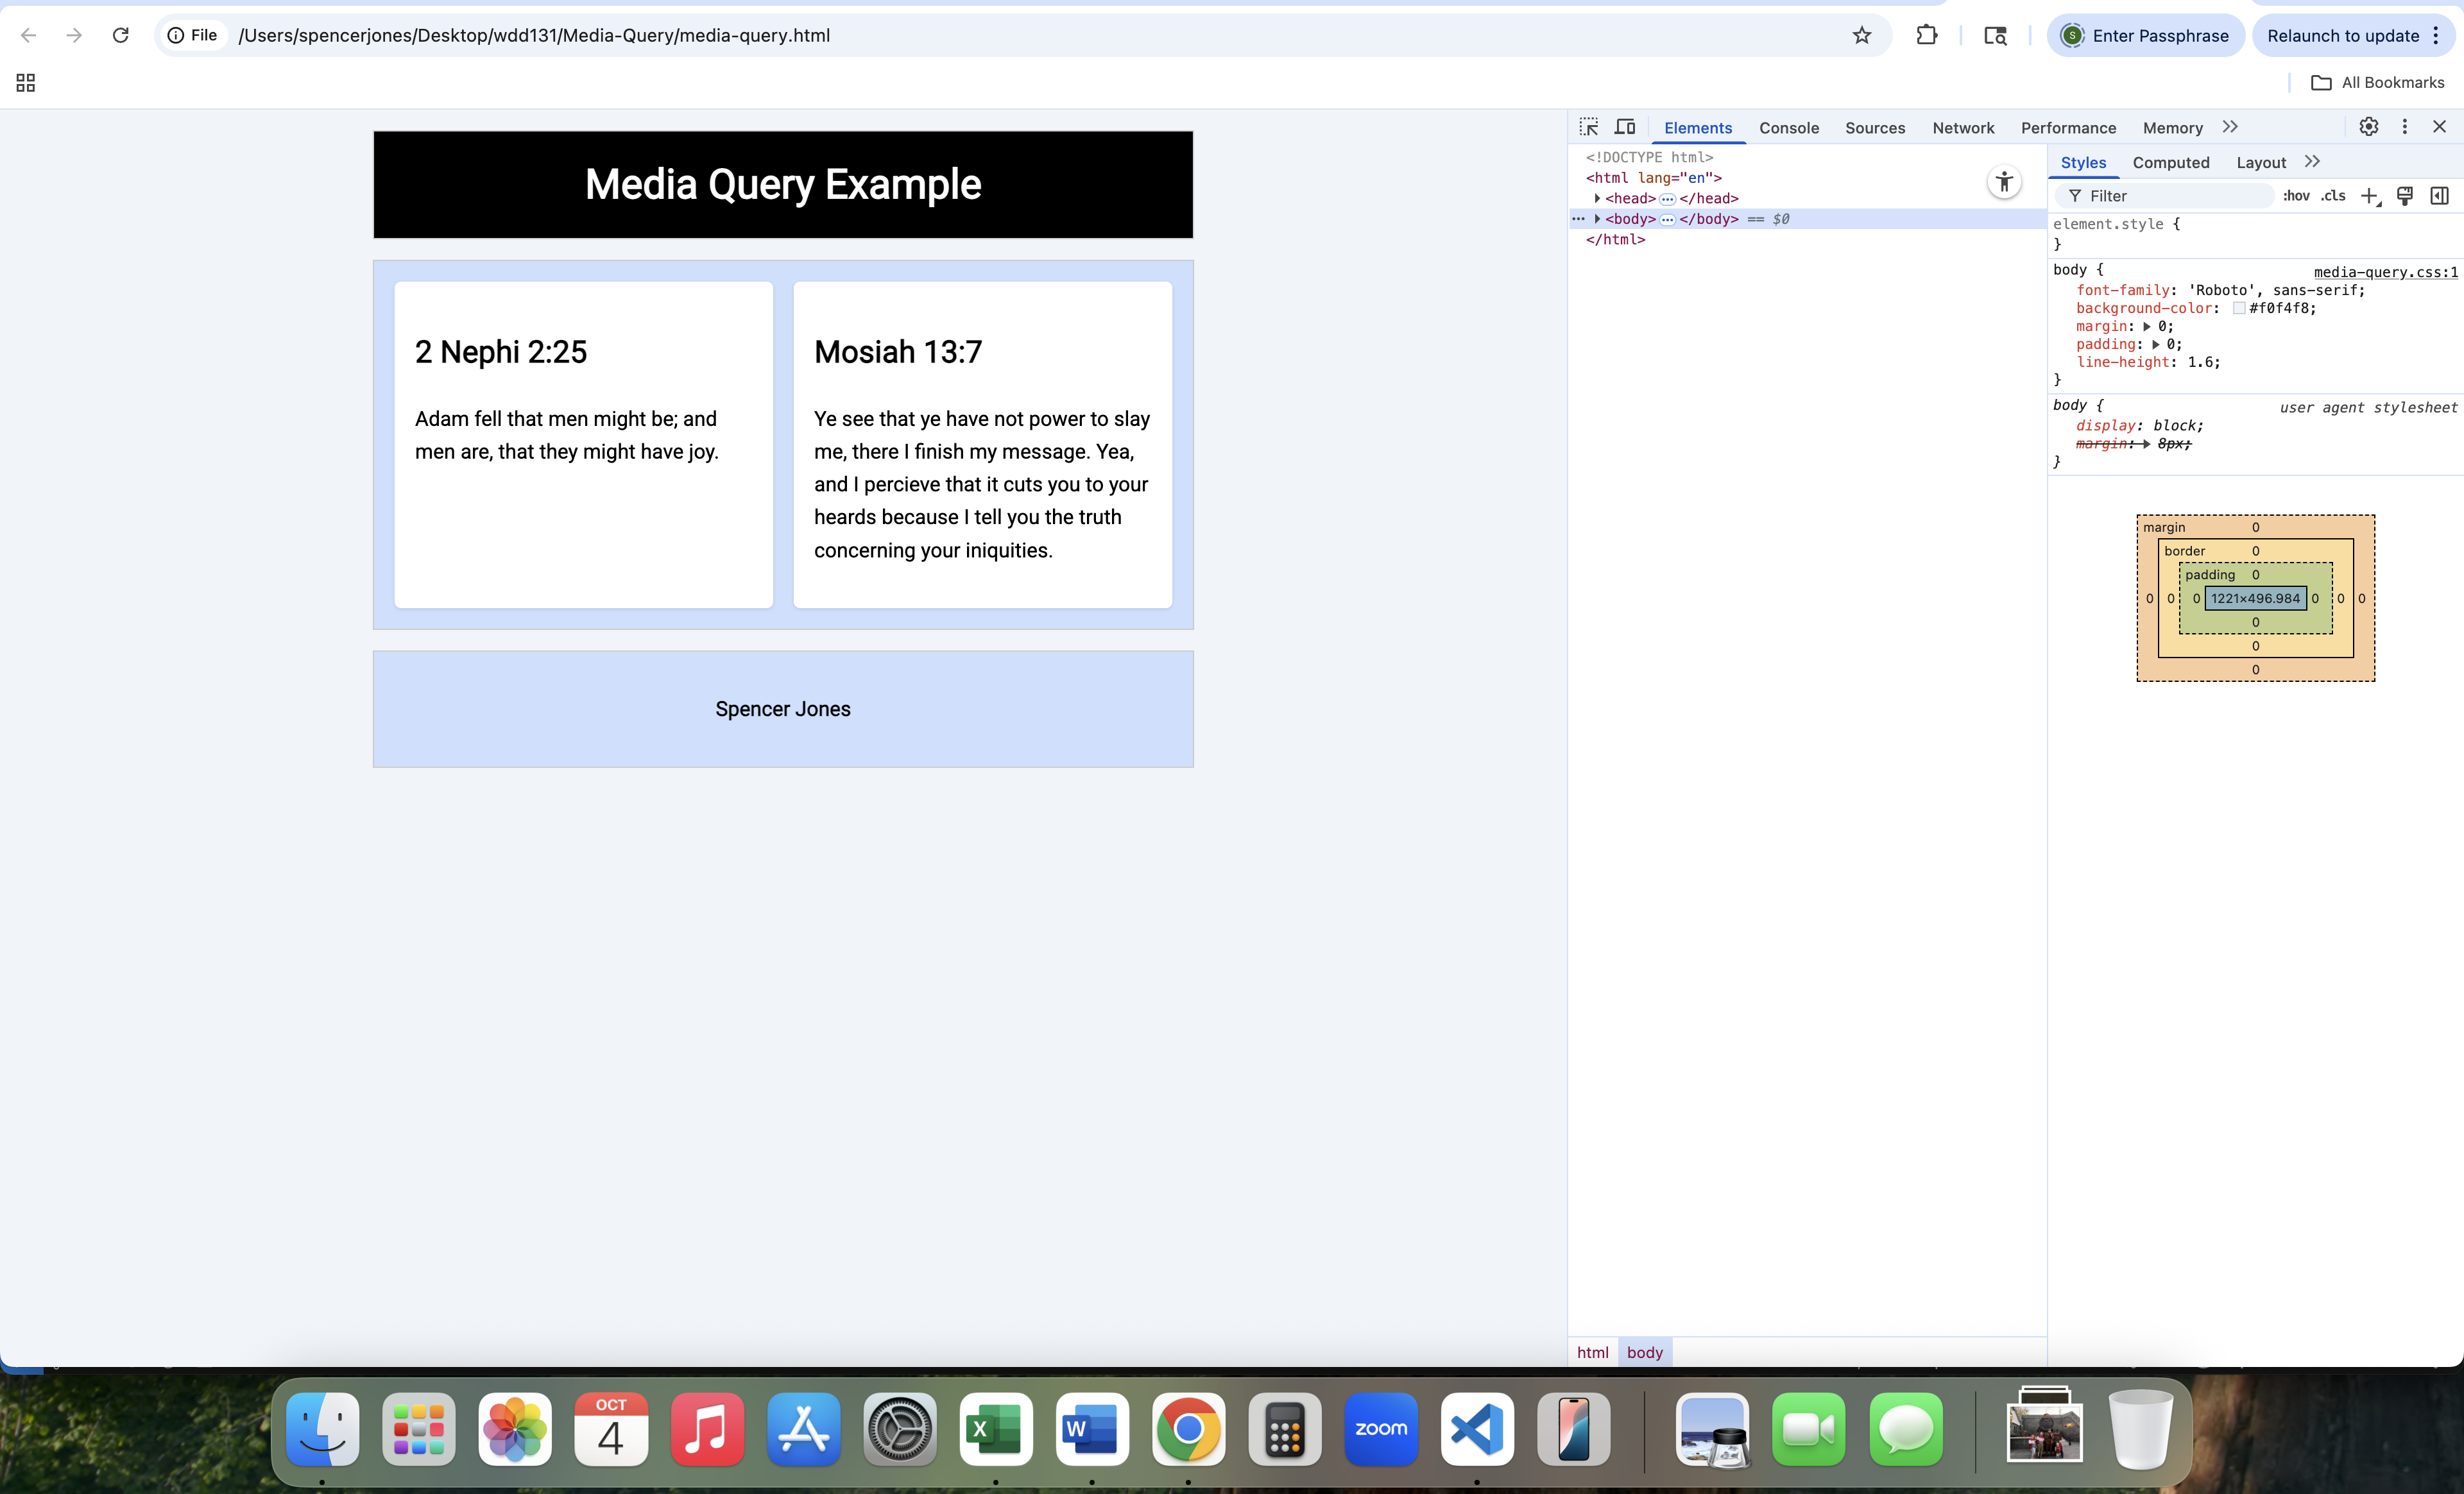 File /Users/spencerjones/Desktop/wdd131/Media-Query/media-query.html
S Enter Passphrase
Relaunch to update
All Bookmarks
Media Query Example
2 Nephi 2:25
Adam fell that men might be; and
men are, that they might have joy.
Mosiah 13:7
Ye see that ye have not power to slay
me, there I finish my message. Yea,
and I percieve that it cuts you to your
heards because I tell you the truth
concerning your iniquities.
Spencer Jones
Elements Console Sources Network Performance Memory
<!DOCTYPE html>
<html lang="en">
<head> ••• </head>
••• <body> ••• </body> == $0
</html>
html body
Styles Computed Layout
Filter :hov .cls
element.style {
}
body { media-query.css:1
font-family: 'Roboto', sans-serif;
background-color: #f0f4f8;
margin: 0;
padding: 0;
line-height: 1.6;
}
body { user agent stylesheet
display: block;
margin: 8px;
}
margin 0
border 0
padding 0
0 0 0 1221×496.984 0 0 0
0
0
0
OCT
4
X
W
zoom